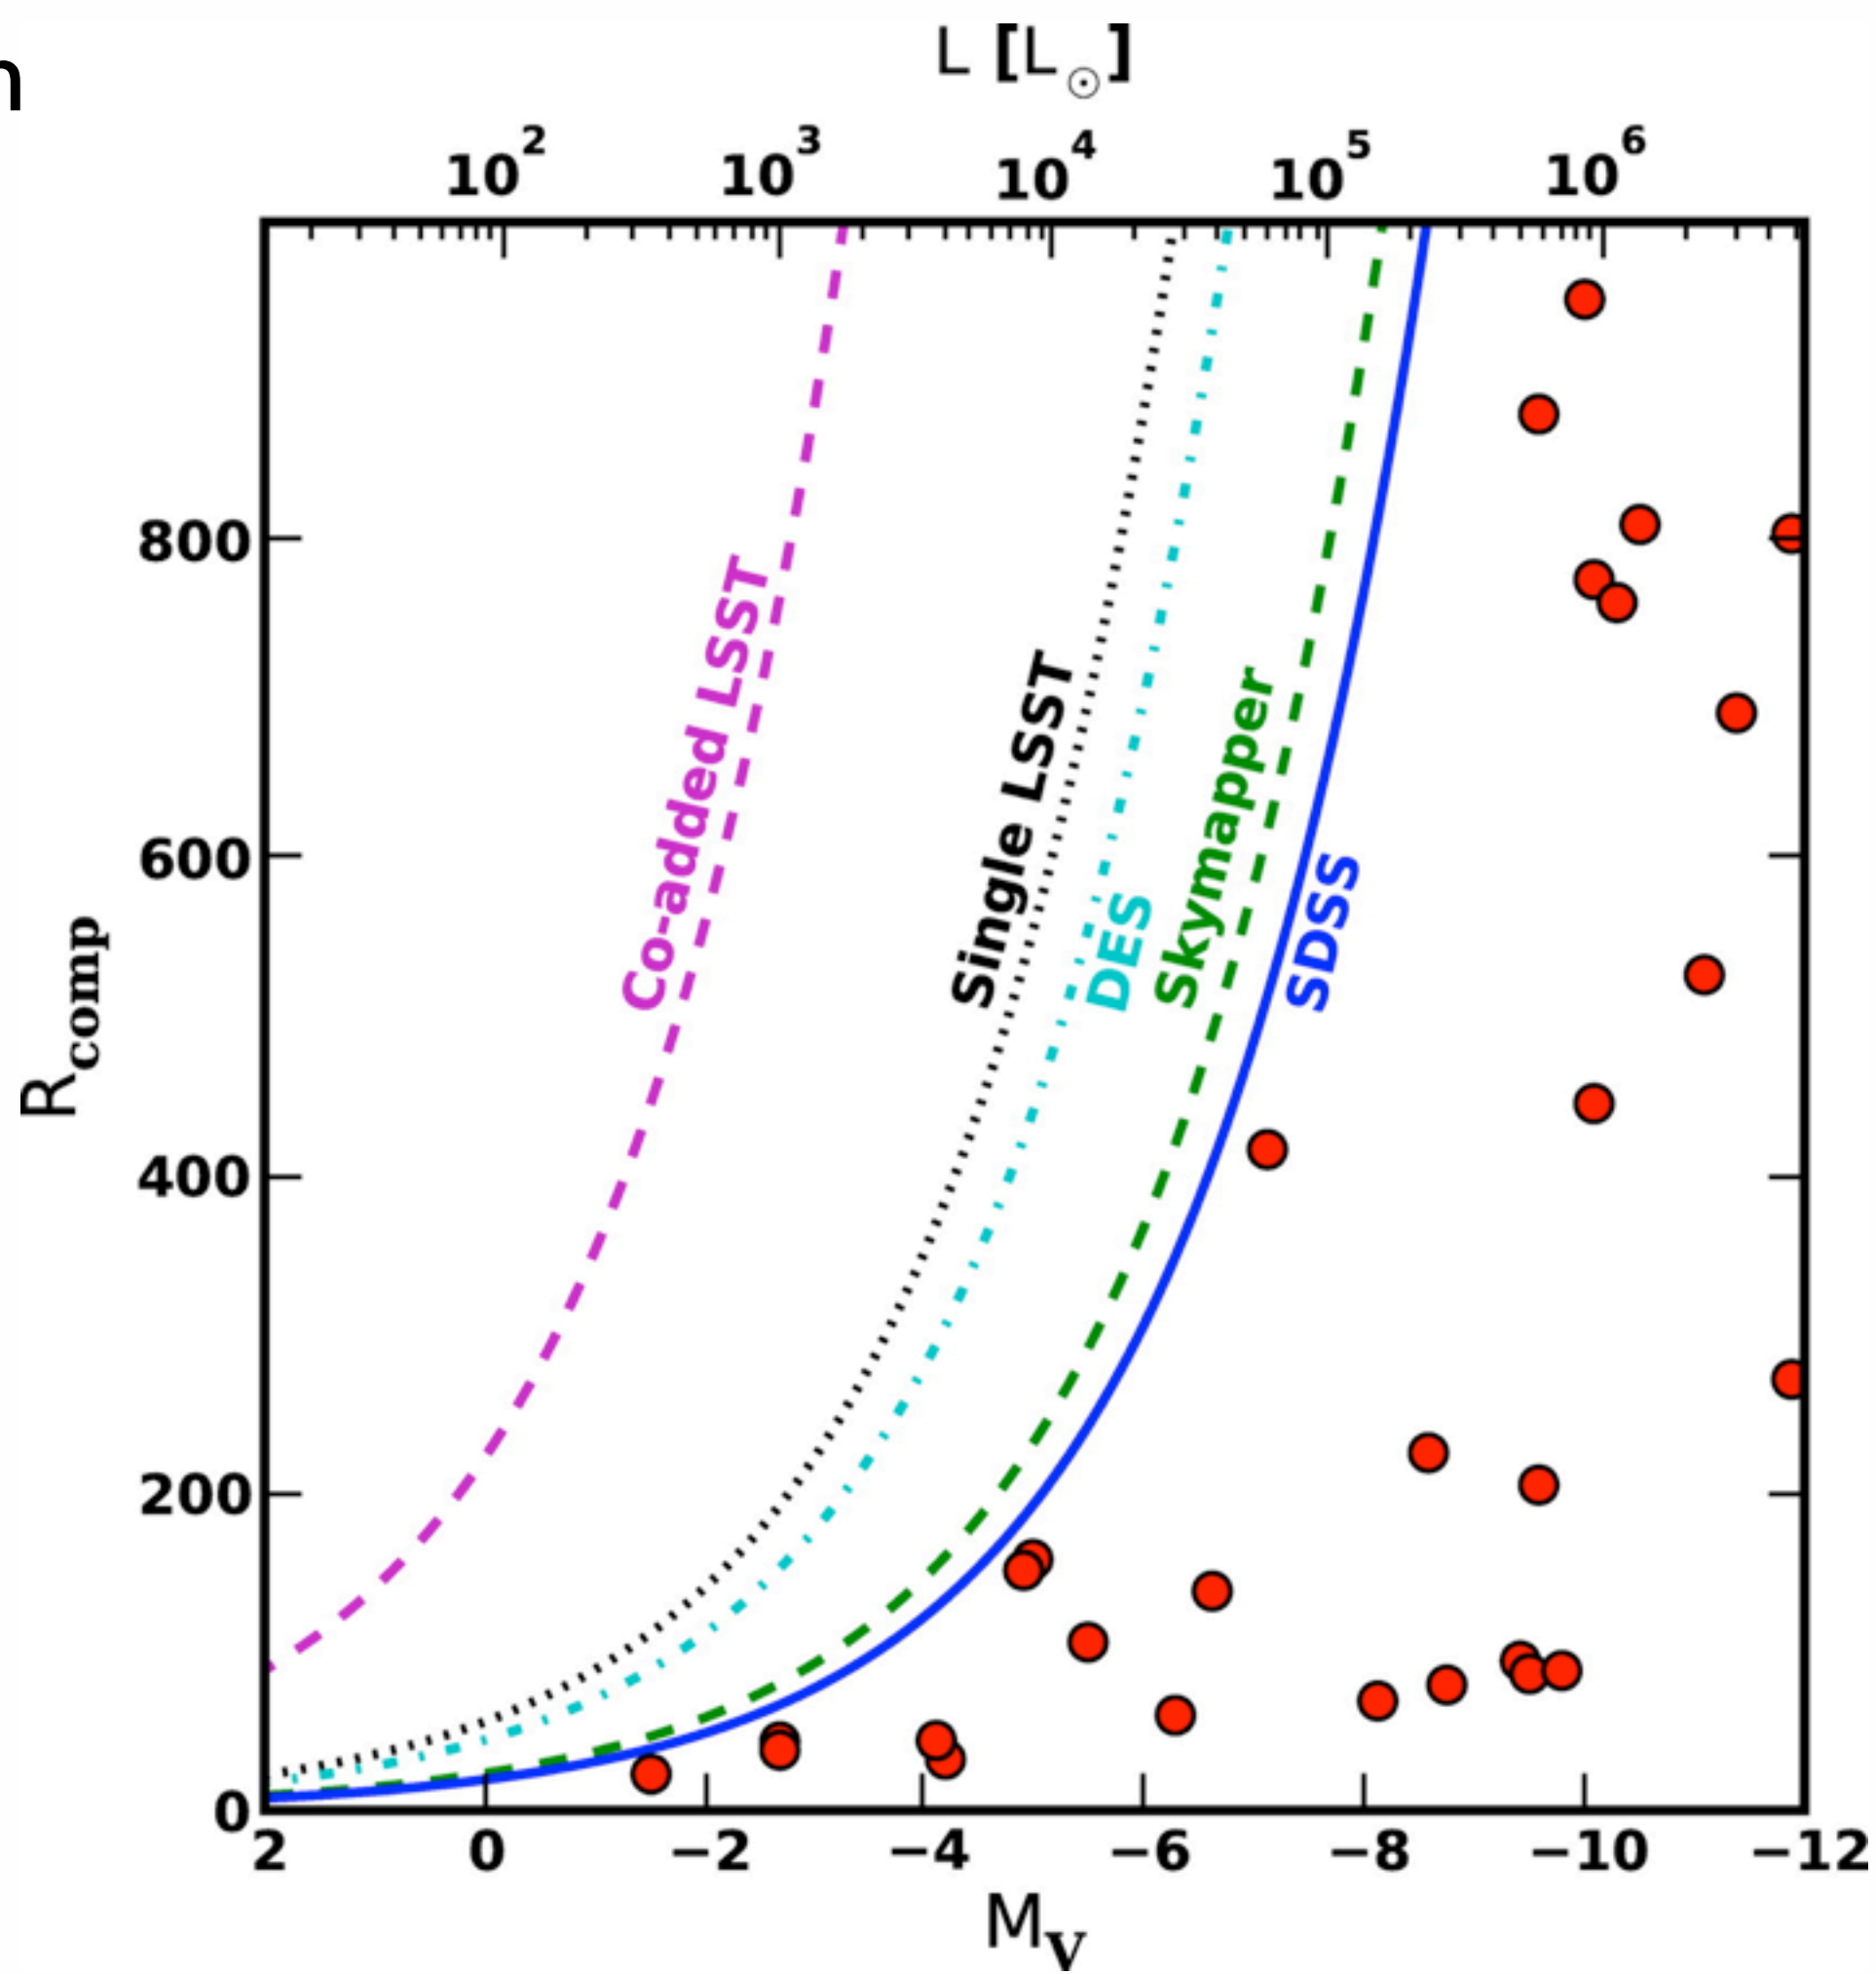 n
L [L☉]
10² 10³ 10⁴ 10⁵ 10⁶
800
600
400
200
0
R_comp
Co-added LSST
Single LSST
DES
Skymapper
SDSS
2 0 −2 −4 −6 −8 −10 −12
M_V